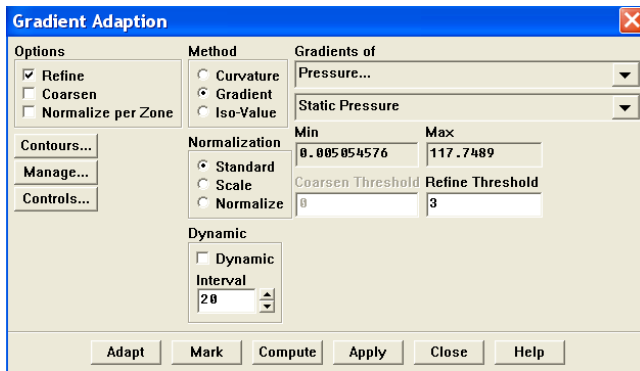 Gradient Adaption
Options
Refine
Coarsen
Normalize per Zone
Contours...
Manage...
Controls...
Method
Curvature
Gradient
Iso-Value
Normalization
Standard
Scale
Normalize
Dynamic
Dynamic
Interval
20
Gradients of
Pressure...
Static Pressure
Min Max
0.005054576 117.7489
Coarsen Threshold Refine Threshold
0 3
Adapt Mark Compute Apply Close Help